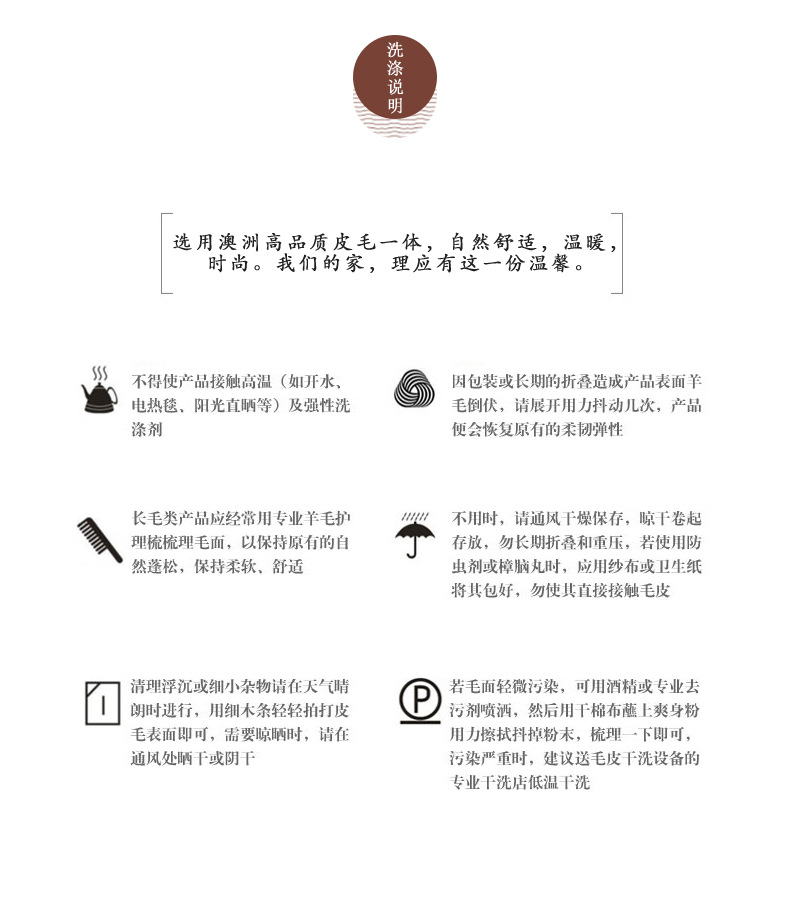 洗涤说明
选用澳洲高品质皮毛一体，自然舒适，温暖，
时尚。我们的家，理应有这一份温馨。
不得使产品接触高温（如开水、
电热毯、阳光直晒等）及强性洗
涤剂
因包装或长期的折叠造成产品表面羊
毛倒伏，请展开用力抖动几次，产品
便会恢复原有的柔韧弹性
长毛类产品应经常用专业羊毛护
理梳梳理毛面，以保持原有的自
然蓬松，保持柔软、舒适
不用时，请通风干燥保存，晾干卷起
存放，勿长期折叠和重压，若使用防
虫剂或樟脑丸时，应用纱布或卫生纸
将其包好，勿使其直接接触毛皮
清理浮沉或细小杂物请在天气晴
朗时进行，用细木条轻轻拍打皮
毛表面即可，需要晾晒时，请在
通风处晒干或阴干
P
若毛面轻微污染，可用酒精或专业去
污剂喷洒，然后用干棉布蘸上爽身粉
用力擦拭抖掉粉末，梳理一下即可，
污染严重时，建议送毛皮干洗设备的
专业干洗店低温干洗